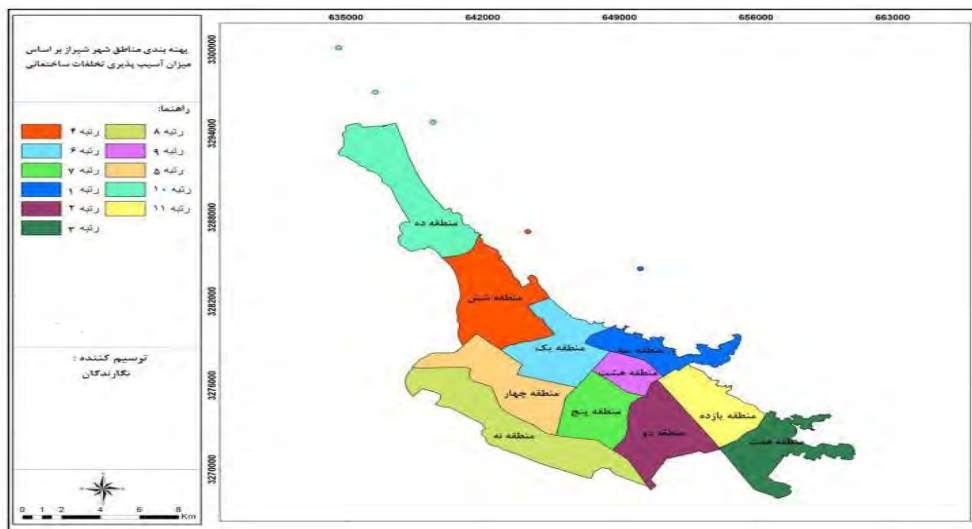 635000 642000 649000 656000 663000
3300000
3294000
3288000
3282000
3276000
3270000
پهنه بندی مناطق شهر شیراز بر اساس
میزان آسیب پذیری تخلفات ساختمانی
راهنما:
رتبه ۴ رتبه ۸
رتبه ۶ رتبه ۹
رتبه ۷ رتبه ۵
رتبه ۱ رتبه ۱۰
رتبه ۲ رتبه ۱۱
رتبه ۳
ترسیم کننده :
نگارندگان
0 1 2 4 6 8
Km
منطقه ده
منطقه شش
منطقه یک
منطقه سه
منطقه هشت
منطقه چهار
منطقه پنج
منطقه یازده
منطقه نه
منطقه دو
منطقه هفت